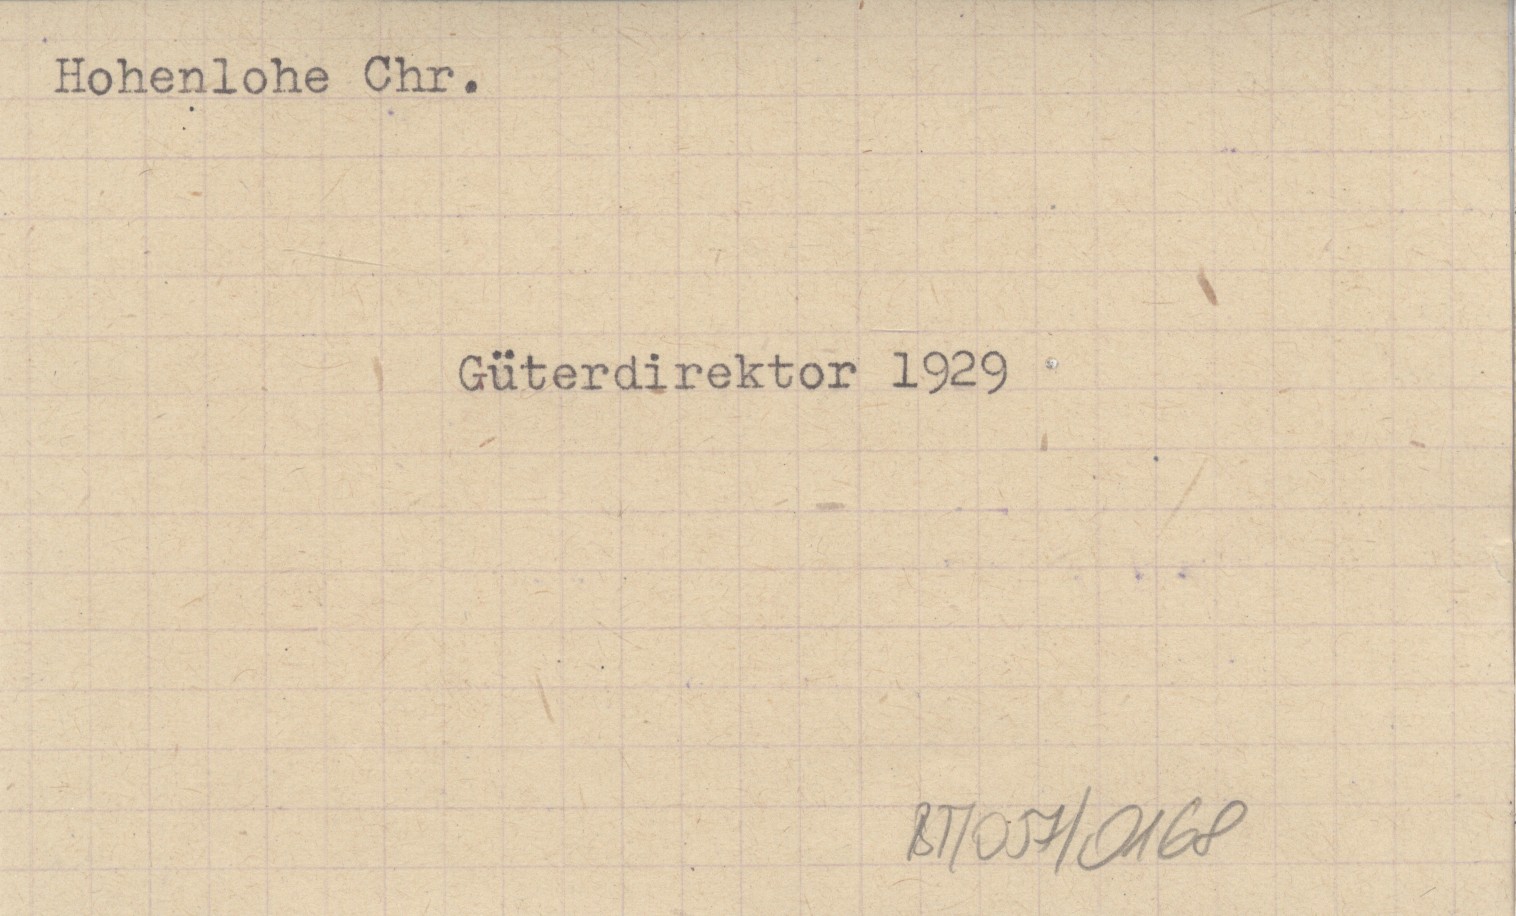 Hohenlohe Chr.
Güterdirektor 1929
BT/057/0168